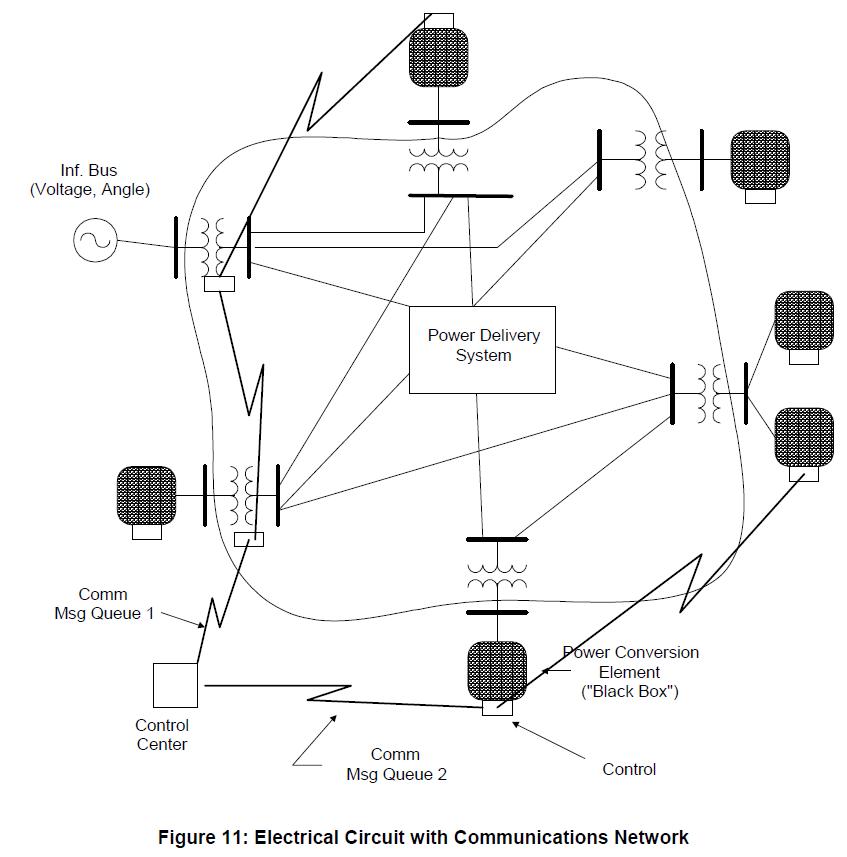 Inf. Bus
(Voltage, Angle)
Power Delivery
System
Comm
Msg Queue 1
Power Conversion
Element
("Black Box")
Control
Center
Comm
Msg Queue 2
Control
Figure 11: Electrical Circuit with Communications Network